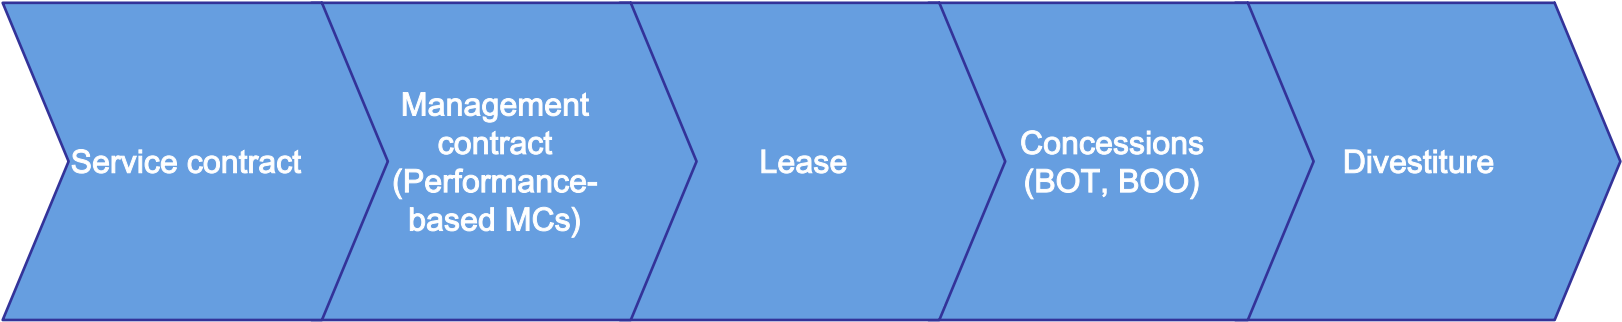 Service contract
Management
contract
(Performance-
based MCs)
Lease
Concessions
(BOT, BOO)
Divestiture